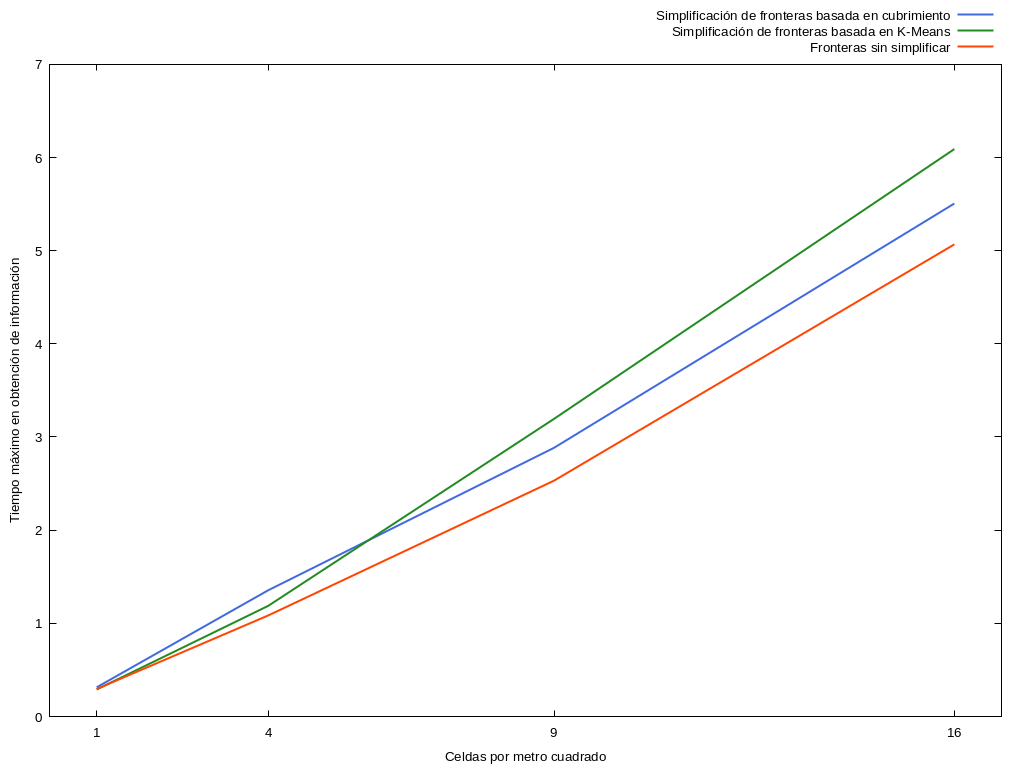 Simplificación de fronteras basada en cubrimiento
Simplificación de fronteras basada en K-Means
Fronteras sin simplificar
7
6
5
4
3
2
1
0
Tiempo máximo en obtención de información
1 4 9 16
Celdas por metro cuadrado